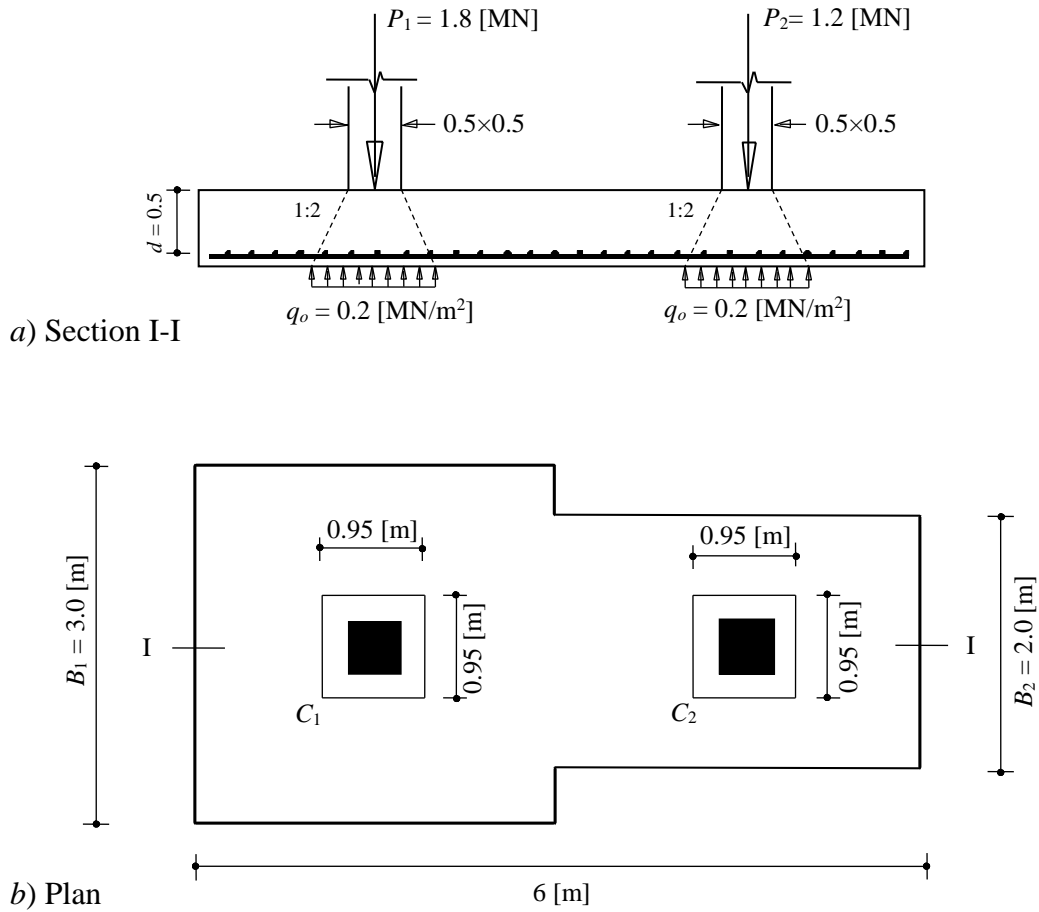 P₁ = 1.8 [MN]
P₂= 1.2 [MN]
0.5×0.5
0.5×0.5
d = 0.5
1:2
1:2
qₒ = 0.2 [MN/m²]
qₒ = 0.2 [MN/m²]
a) Section I-I
B₁ = 3.0 [m]
0.95 [m]
0.95 [m]
0.95 [m]
0.95 [m]
I
I
C₁
C₂
B₂ = 2.0 [m]
b) Plan
6 [m]